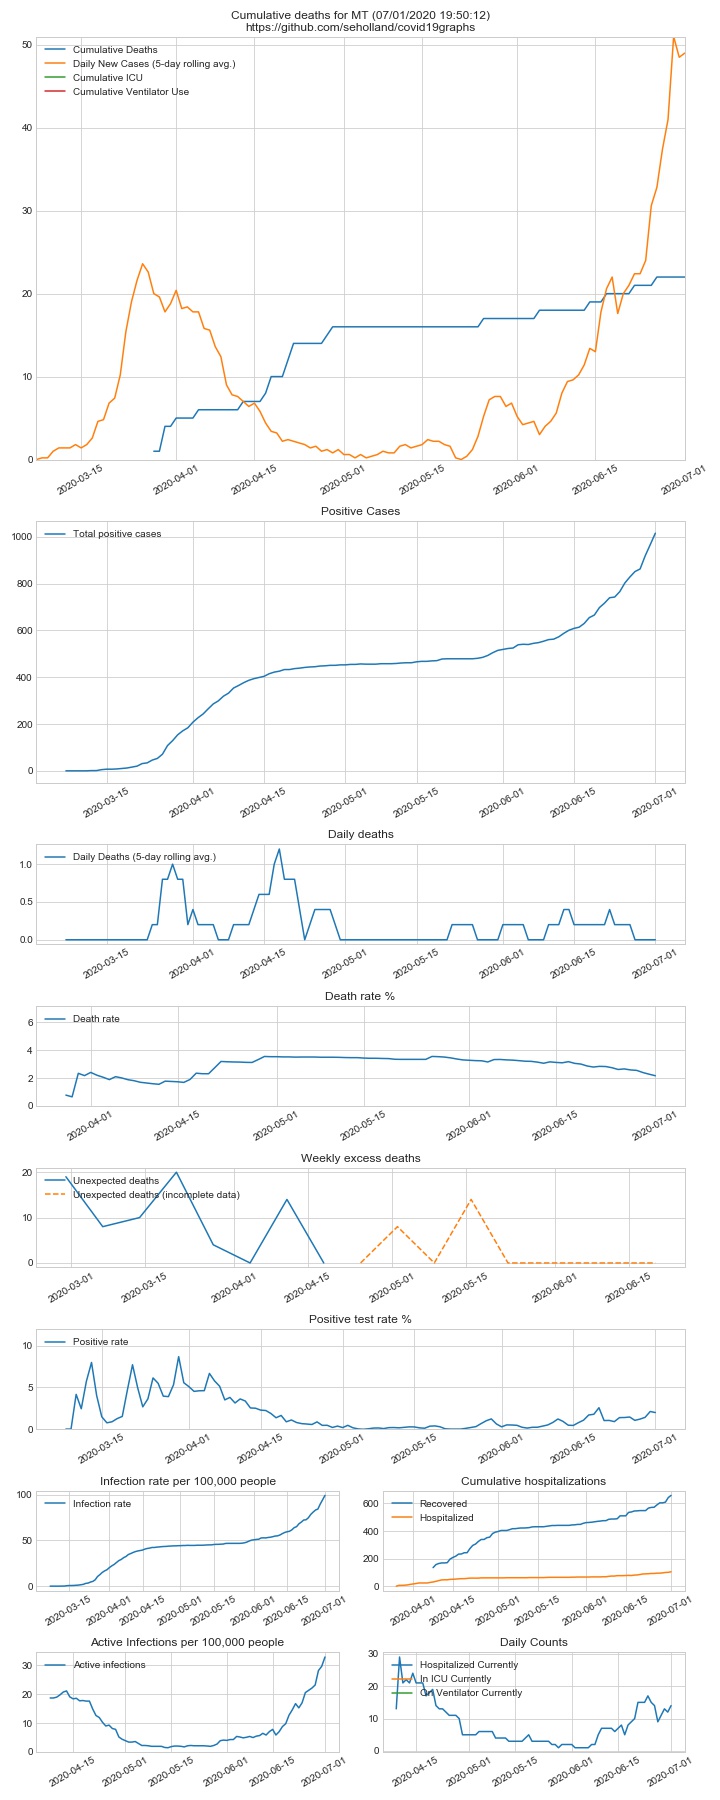 Cumulative deaths for MT (07/01/2020 19:50:12)
https://github.com/seholland/covid19graphs
Cumulative Deaths
Daily New Cases (5-day rolling avg.)
Cumulative ICU
Cumulative Ventilator Use
50
40
30
20
10
0
2020-03-15 2020-04-01 2020-04-15 2020-05-01 2020-05-15 2020-06-01 2020-06-15 2020-07-01
Positive Cases
Total positive cases
1000
800
600
400
200
0
2020-03-15 2020-04-01 2020-04-15 2020-05-01 2020-05-15 2020-06-01 2020-06-15 2020-07-01
Daily deaths
Daily Deaths (5-day rolling avg.)
1.0
0.5
0.0
2020-03-15 2020-04-01 2020-04-15 2020-05-01 2020-05-15 2020-06-01 2020-06-15 2020-07-01
Death rate %
Death rate
6
4
2
0
2020-04-01 2020-04-15 2020-05-01 2020-05-15 2020-06-01 2020-06-15 2020-07-01
Weekly excess deaths
Unexpected deaths
Unexpected deaths (incomplete data)
20
10
0
2020-03-01 2020-03-15 2020-04-01 2020-04-15 2020-05-01 2020-05-15 2020-06-01 2020-06-15
Positive test rate %
Positive rate
10
5
0
2020-03-15 2020-04-01 2020-04-15 2020-05-01 2020-05-15 2020-06-01 2020-06-15 2020-07-01
Infection rate per 100,000 people
Infection rate
100
50
0
2020-03-15 2020-04-01 2020-04-15 2020-05-01 2020-05-15 2020-06-01 2020-06-15 2020-07-01
Cumulative hospitalizations
Recovered
Hospitalized
600
400
200
0
2020-04-01 2020-04-15 2020-05-01 2020-05-15 2020-06-01 2020-06-15 2020-07-01
Active Infections per 100,000 people
Active infections
30
20
10
0
2020-04-15 2020-05-01 2020-05-15 2020-06-01 2020-06-15 2020-07-01
Daily Counts
Hospitalized Currently
In ICU Currently
On Ventilator Currently
30
20
10
0
2020-04-15 2020-05-01 2020-05-15 2020-06-01 2020-06-15 2020-07-01